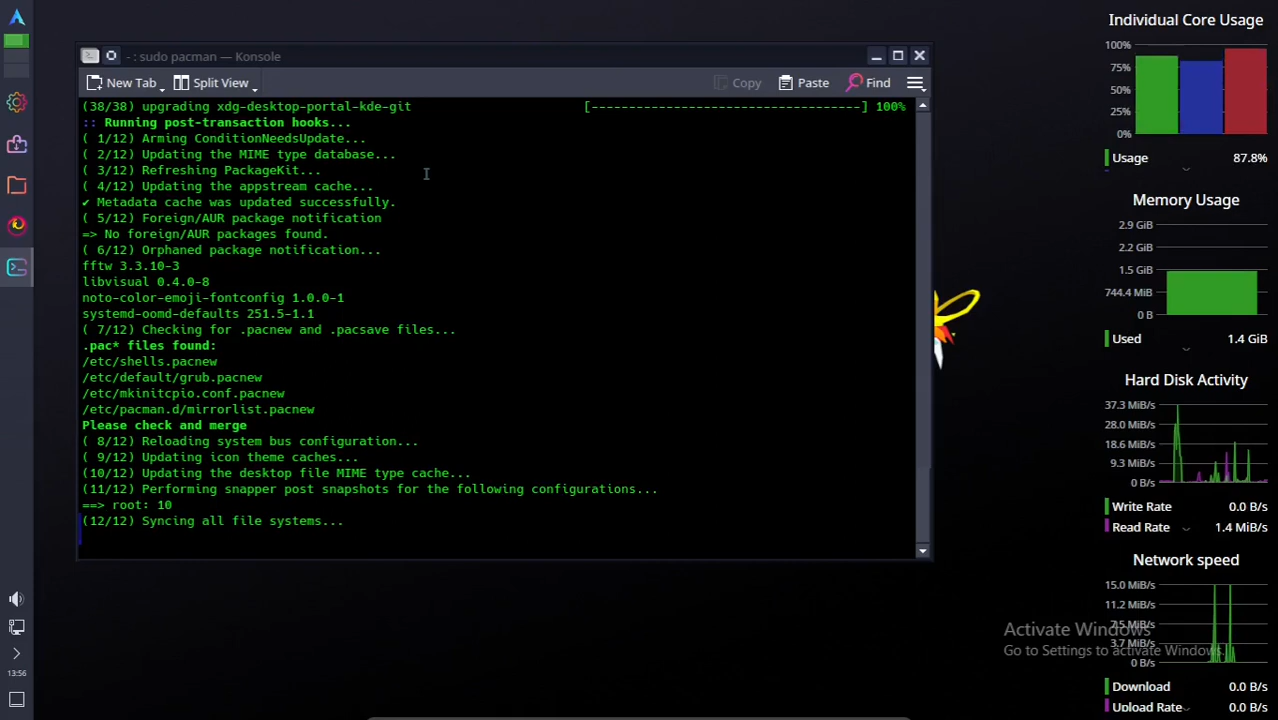 - : sudo pacman — Konsole
New Tab
Split View
Copy
Paste
Find
(38/38) upgrading xdg-desktop-portal-kde-git [------------------------------------] 100%
:: Running post-transaction hooks...
( 1/12) Arming ConditionNeedsUpdate...
( 2/12) Updating the MIME type database...
( 3/12) Refreshing PackageKit...
( 4/12) Updating the appstream cache...
✔ Metadata cache was updated successfully.
( 5/12) Foreign/AUR package notification
=> No foreign/AUR packages found.
( 6/12) Orphaned package notification...
fftw 3.3.10-3
libvisual 0.4.0-8
noto-color-emoji-fontconfig 1.0.0-1
systemd-oomd-defaults 251.5-1.1
( 7/12) Checking for .pacnew and .pacsave files...
.pac* files found:
/etc/shells.pacnew
/etc/default/grub.pacnew
/etc/mkinitcpio.conf.pacnew
/etc/pacman.d/mirrorlist.pacnew
Please check and merge
( 8/12) Reloading system bus configuration...
( 9/12) Updating icon theme caches...
(10/12) Updating the desktop file MIME type cache...
(11/12) Performing snapper post snapshots for the following configurations...
==> root: 10
(12/12) Syncing all file systems...
13:56
Individual Core Usage
100%
75%
50%
25%
0%
Usage 87.8%
Memory Usage
2.9 GiB
2.2 GiB
1.5 GiB
744.4 MiB
0 B
Used 1.4 GiB
Hard Disk Activity
37.3 MiB/s
28.0 MiB/s
18.6 MiB/s
9.3 MiB/s
0 B/s
Write Rate 0.0 B/s
Read Rate 1.4 MiB/s
Network speed
15.0 MiB/s
11.2 MiB/s
7.5 MiB/s
3.7 MiB/s
0 B/s
Activate Windows
Go to Settings to activate Windows.
Download 0.0 B/s
Upload Rate 0.0 B/s